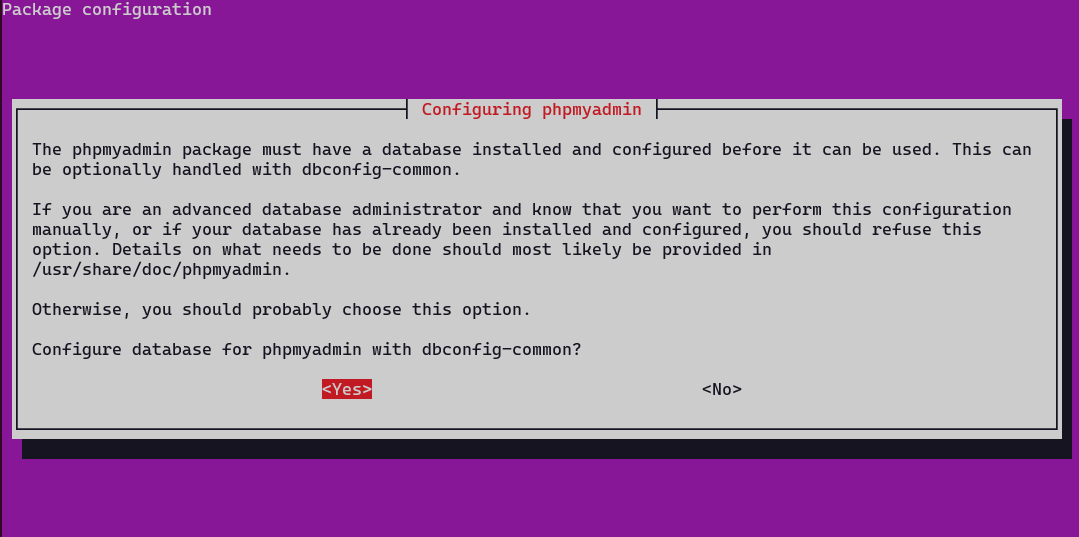 Package configuration
Configuring phpmyadmin
The phpmyadmin package must have a database installed and configured before it can be used. This can
be optionally handled with dbconfig-common.
If you are an advanced database administrator and know that you want to perform this configuration
manually, or if your database has already been installed and configured, you should refuse this
option. Details on what needs to be done should most likely be provided in
/usr/share/doc/phpmyadmin.
Otherwise, you should probably choose this option.
Configure database for phpmyadmin with dbconfig-common?
<Yes> <No>